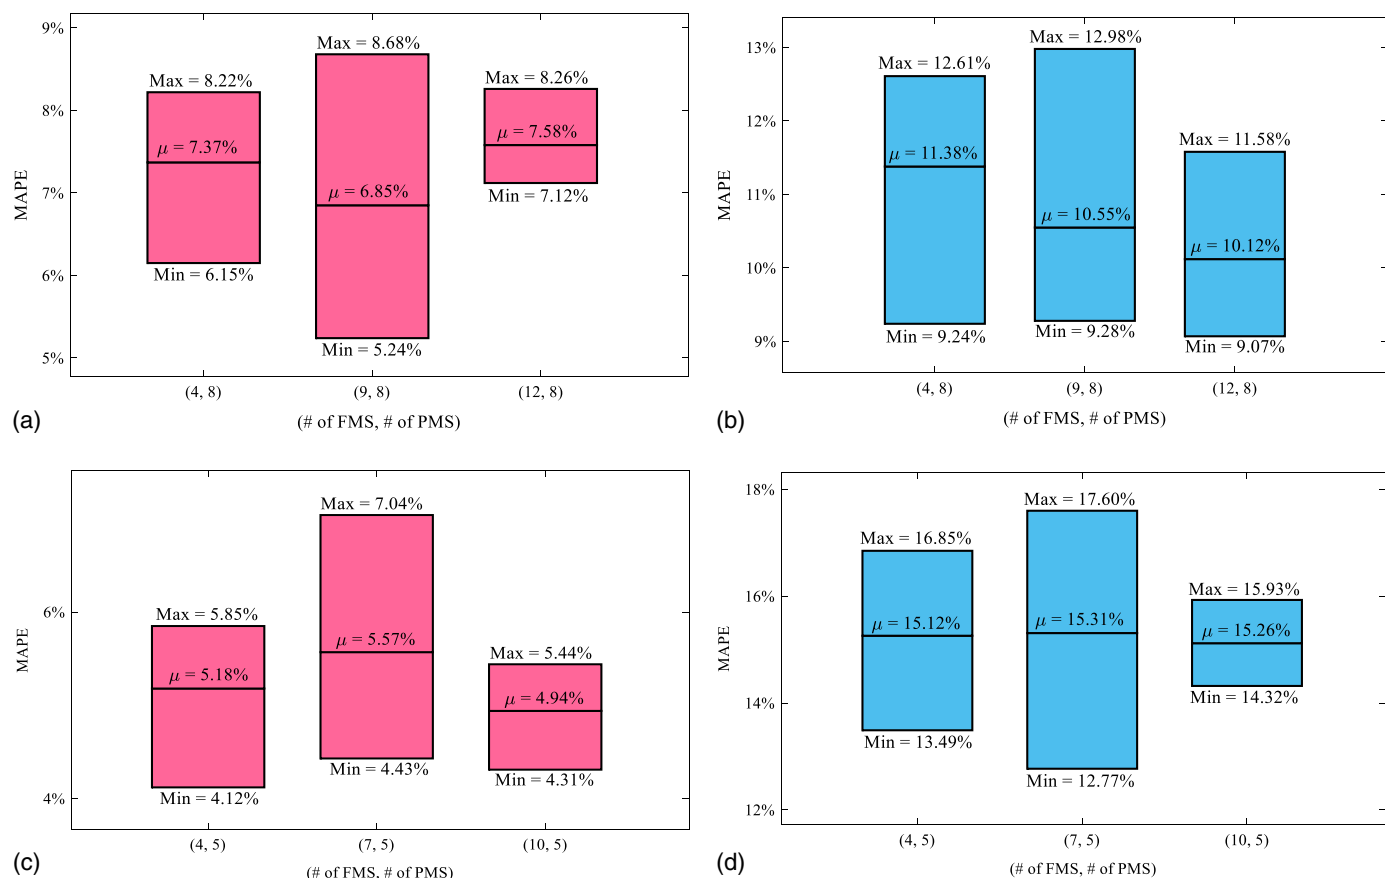 9%
8%
7%
6%
5%
MAPE
Max = 8.22%
μ = 7.37%
Min = 6.15%
Max = 8.68%
μ = 6.85%
Min = 5.24%
Max = 8.26%
μ = 7.58%
Min = 7.12%
(4, 8)
(9, 8)
(12, 8)
(# of FMS, # of PMS)
(a)
13%
12%
11%
10%
9%
MAPE
Max = 12.61%
μ = 11.38%
Min = 9.24%
Max = 12.98%
μ = 10.55%
Min = 9.28%
Max = 11.58%
μ = 10.12%
Min = 9.07%
(4, 8)
(9, 8)
(12, 8)
(# of FMS, # of PMS)
(b)
6%
4%
MAPE
Max = 5.85%
μ = 5.18%
Min = 4.12%
Max = 7.04%
μ = 5.57%
Min = 4.43%
Max = 5.44%
μ = 4.94%
Min = 4.31%
(4, 5)
(7, 5)
(10, 5)
(# of FMS, # of PMS)
(c)
18%
16%
14%
12%
MAPE
Max = 16.85%
μ = 15.12%
Min = 13.49%
Max = 17.60%
μ = 15.31%
Min = 12.77%
Max = 15.93%
μ = 15.26%
Min = 14.32%
(4, 5)
(7, 5)
(10, 5)
(# of FMS, # of PMS)
(d)